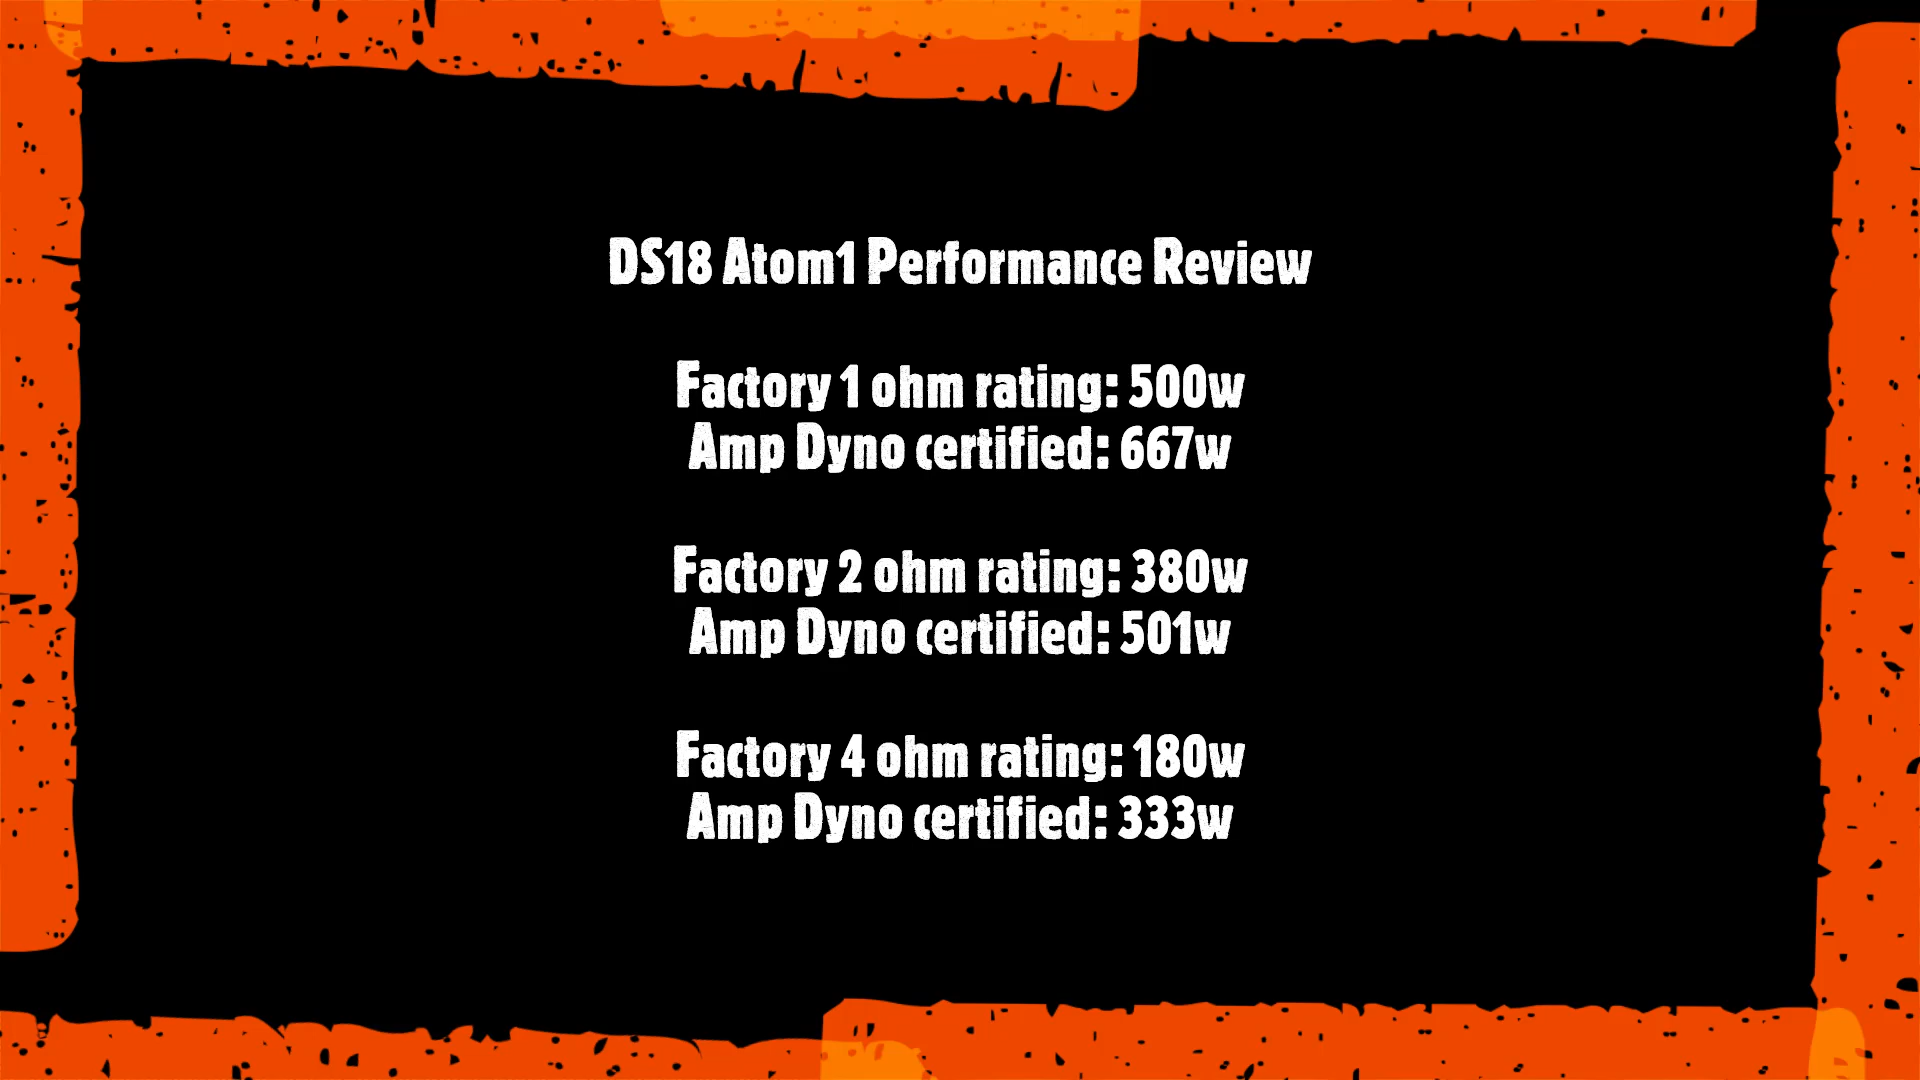 DS18 Atom1 Performance Review
Factory 1 ohm rating: 500w
Amp Dyno certified: 667w
Factory 2 ohm rating: 380w
Amp Dyno certified: 501w
Factory 4 ohm rating: 180w
Amp Dyno certified: 333w